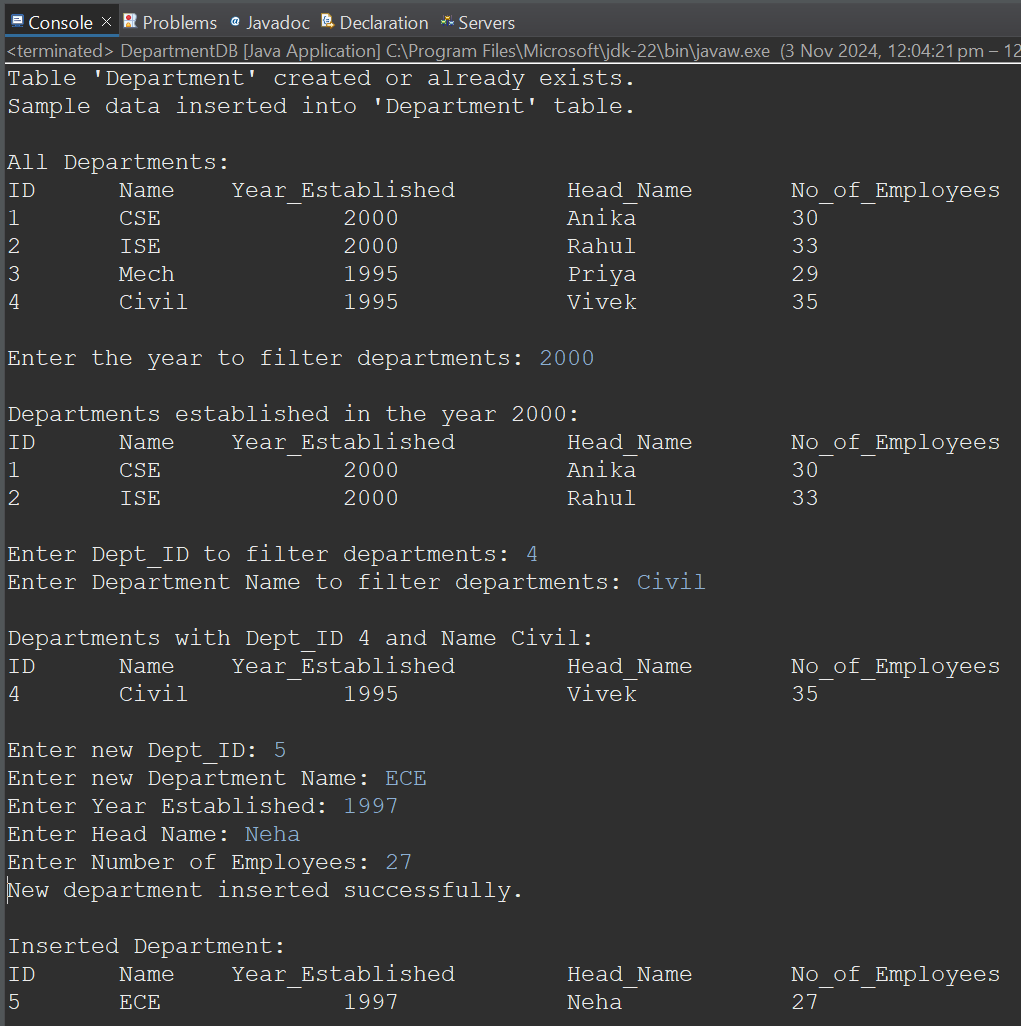 Console Problems Javadoc Declaration Servers
<terminated> DepartmentDB [Java Application] C:\Program Files\Microsoft\jdk-22\bin\javaw.exe (3 Nov 2024, 12:04:21 pm – 12
Table 'Department' created or already exists.
Sample data inserted into 'Department' table.
All Departments:
ID Name Year_Established Head_Name No_of_Employees
1 CSE 2000 Anika 30
2 ISE 2000 Rahul 33
3 Mech 1995 Priya 29
4 Civil 1995 Vivek 35
Enter the year to filter departments: 2000
Departments established in the year 2000:
ID Name Year_Established Head_Name No_of_Employees
1 CSE 2000 Anika 30
2 ISE 2000 Rahul 33
Enter Dept_ID to filter departments: 4
Enter Department Name to filter departments: Civil
Departments with Dept_ID 4 and Name Civil:
ID Name Year_Established Head_Name No_of_Employees
4 Civil 1995 Vivek 35
Enter new Dept_ID: 5
Enter new Department Name: ECE
Enter Year Established: 1997
Enter Head Name: Neha
Enter Number of Employees: 27
New department inserted successfully.
Inserted Department:
ID Name Year_Established Head_Name No_of_Employees
5 ECE 1997 Neha 27